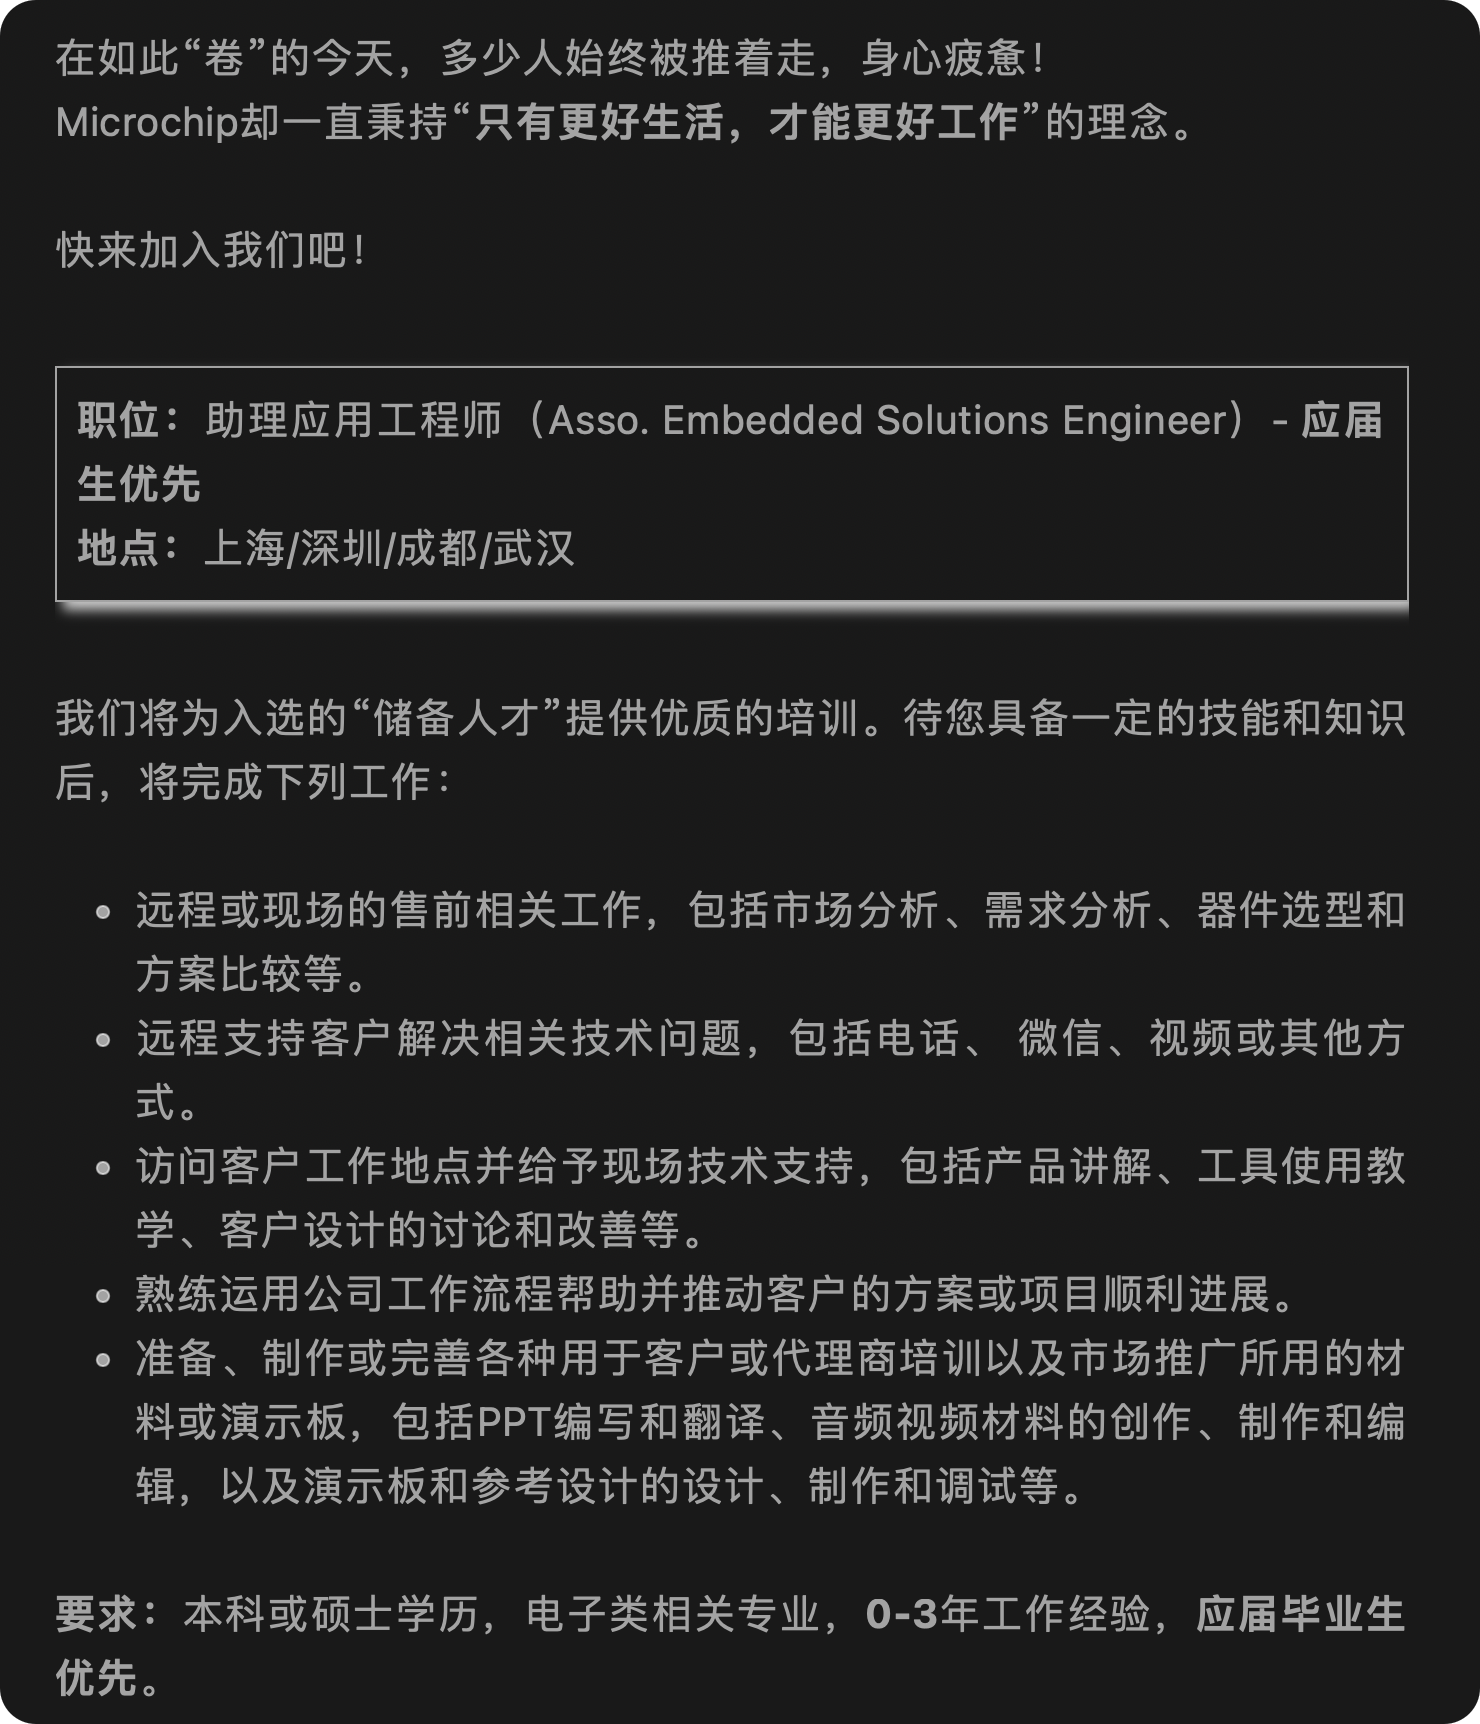 在如此“卷”的今天，多少人始终被推着走，身心疲惫！
Microchip却一直秉持“只有更好生活，才能更好工作”的理念。
快来加入我们吧！
职位：助理应用工程师（Asso. Embedded Solutions Engineer）- 应届
生优先
地点：上海/深圳/成都/武汉
我们将为入选的“储备人才”提供优质的培训。待您具备一定的技能和知识
后，将完成下列工作：
• 远程或现场的售前相关工作，包括市场分析、需求分析、器件选型和
方案比较等。
• 远程支持客户解决相关技术问题，包括电话、 微信、视频或其他方
式。
• 访问客户工作地点并给予现场技术支持，包括产品讲解、工具使用教
学、客户设计的讨论和改善等。
• 熟练运用公司工作流程帮助并推动客户的方案或项目顺利进展。
• 准备、制作或完善各种用于客户或代理商培训以及市场推广所用的材
料或演示板，包括PPT编写和翻译、音频视频材料的创作、制作和编
辑，以及演示板和参考设计的设计、制作和调试等。
要求：本科或硕士学历，电子类相关专业，0-3年工作经验，应届毕业生
优先。